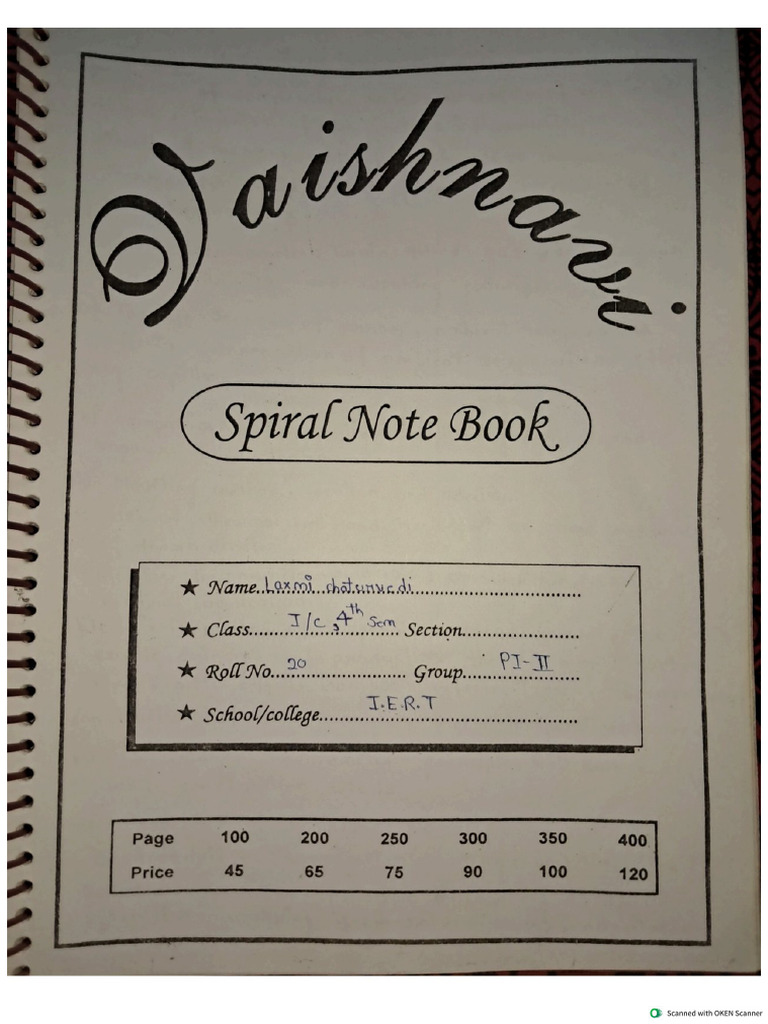 Vaishnavi
Spiral Note Book
★ Name..Laxmi chaturvedi...............................
★ Class......I/C, 4th Sem Section..........................
★ Roll No...20.......................... Group......PI-II......
★ School/college..........I.E.R.T..............................
Page 100 200 250 300 350 400
Price 45 65 75 90 100 120
Scanned with OKEN Scanner